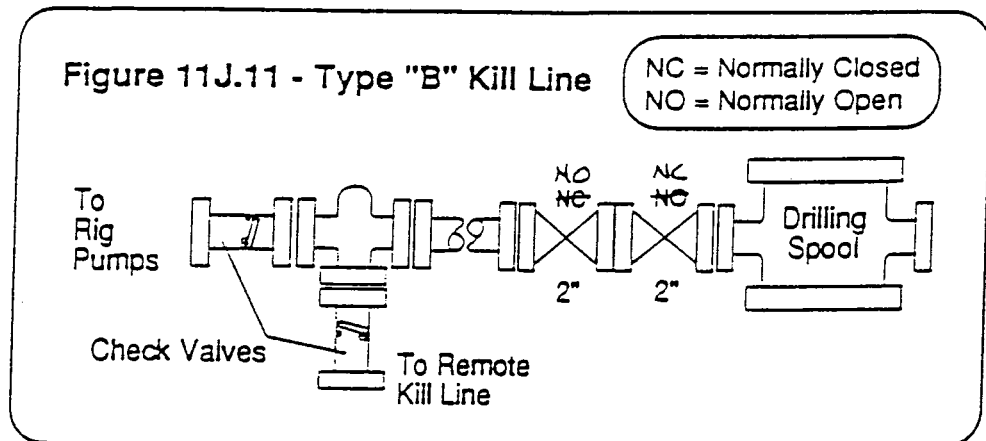 Figure 11J.11 - Type "B" Kill Line
NC = Normally Closed
NO = Normally Open
NO NC
NC
To
Rig
Pumps
Drilling
Spool
2" 2"
Check Valves
To Remote
Kill Line